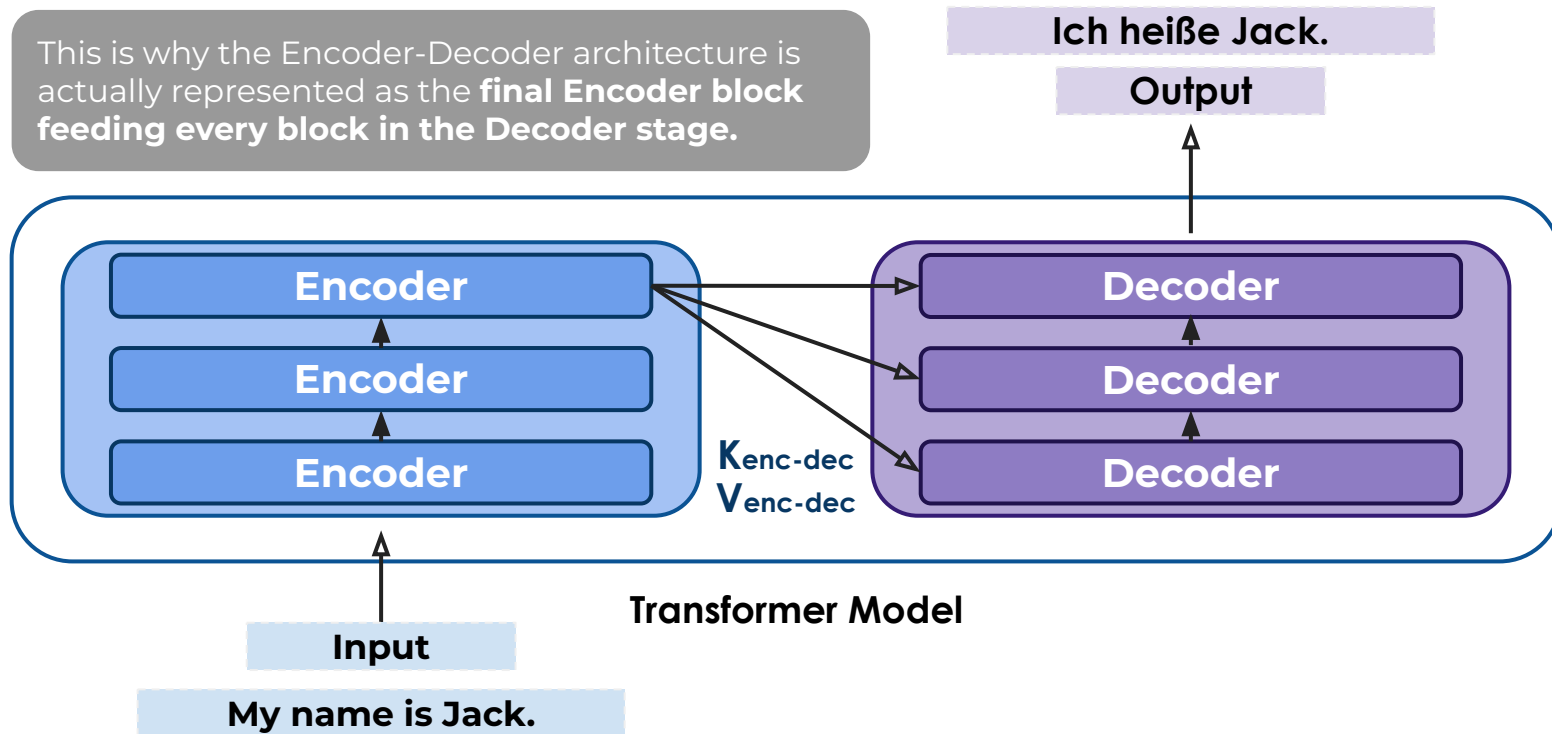 This is why the Encoder-Decoder architecture is
actually represented as the final Encoder block
feeding every block in the Decoder stage.
Ich heiße Jack.
Output
Encoder
Encoder
Encoder
Kenc-dec
Venc-dec
Decoder
Decoder
Decoder
Transformer Model
Input
My name is Jack.